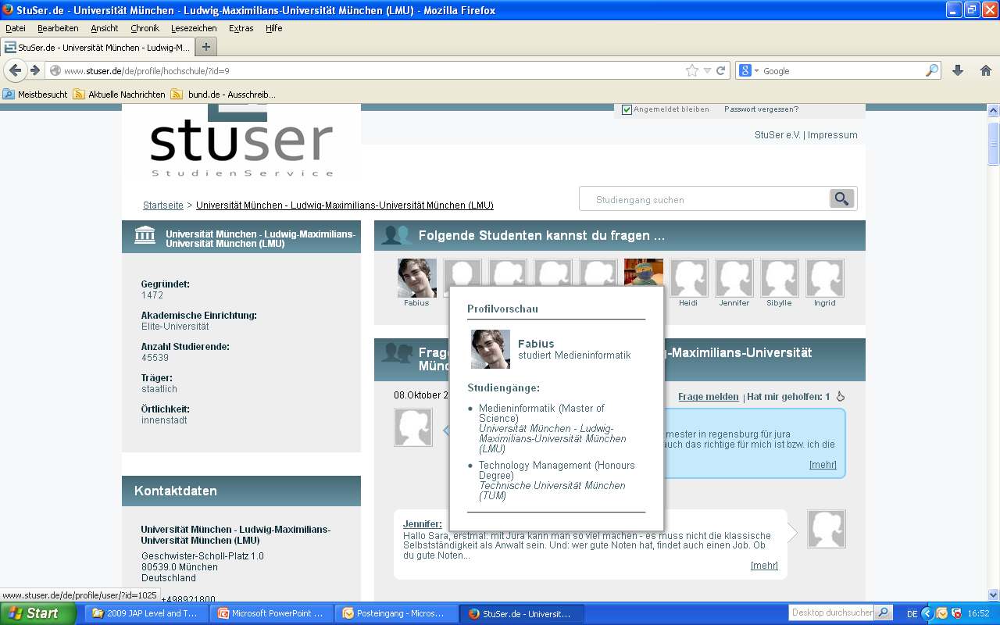 StuSer.de - Universität München - Ludwig-Maximilians-Universität München (LMU) - Mozilla Firefox
Datei Bearbeiten Ansicht Chronik Lesezeichen Extras Hilfe
StuSer.de - Universität München - Ludwig-M...
www.stuser.de/de/profile/hochschule/?id=9
Google
Meistbesucht Aktuelle Nachrichten bund.de - Ausschreib...
Angemeldet bleiben Passwort vergessen?
stuser
StudienService
StuSer e.V. | Impressum
Startseite > Universität München - Ludwig-Maximilians-Universität München (LMU)
Studiengang suchen
Universität München - Ludwig-Maximilians-
Universität München (LMU)
Gegründet:
1472
Akademische Einrichtung:
Elite-Universität
Anzahl Studierende:
45539
Träger:
staatlich
Örtlichkeit:
innenstadt
Kontaktdaten
Universität München - Ludwig-Maximilians-
Universität München (LMU)
Geschwister-Scholl-Platz 1.0
80539.0 München
Deutschland
+498921800
Folgende Studenten kannst du fragen ...
Fabius Heidi Jennifer Sibylle Ingrid
Profilvorschau
Fabius
studiert Medieninformatik
Studiengänge:
• Medieninformatik (Master of
Science)
Universität München - Ludwig-
Maximilians-Universität München
(LMU)
• Technology Management (Honours
Degree)
Technische Universität München
(TUM)
Frage g-Maximilians-Universität
Münc
08.Oktober 2
Frage melden | Hat mir geholfen: 1
mester in regensburg für jura
auch das richtige für mich ist bzw. ich die
[mehr]
Jennifer:
Hallo Sara, erstmal: mit Jura kann man so viel machen - es muss nicht die klassische
Selbstständigkeit als Anwalt sein. Und: wer gute Noten hat, findet auch einen Job. Ob
du gute Noten...
[mehr]
www.stuser.de/de/profile/user/?id=1025
Start 2009 JAP Level and T... Microsoft PowerPoint ... Posteingang - Micros... StuSer.de - Universit... Desktop durchsuchen DE 16:52